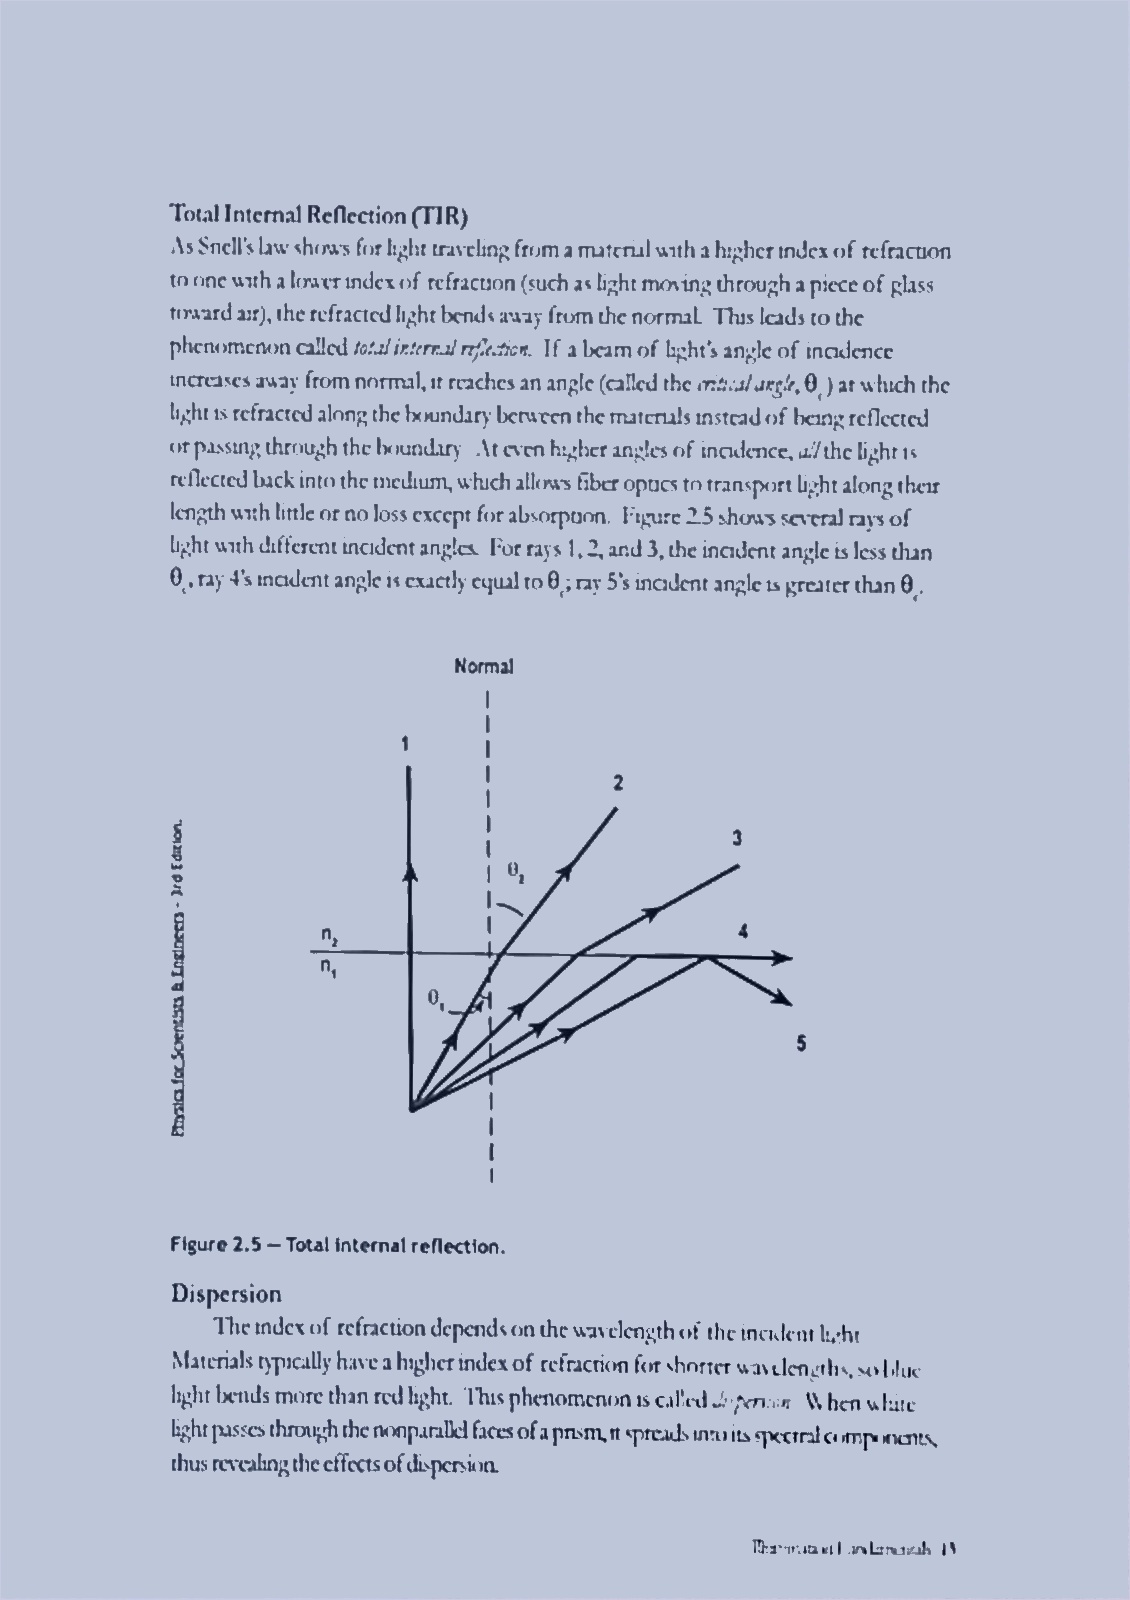 Total Internal Reflection (TIR)
As Snell's law shows for light traveling from a material with a higher index of refraction
to one with a lower index of refraction (such as light moving through a piece of glass
toward air), the refracted light bends away from the normal. This leads to the
phenomenon called total internal reflection. If a beam of light's angle of incidence
increases away from normal, it reaches an angle (called the critical angle, θc) at which the
light is refracted along the boundary between the materials instead of being reflected
or passing through the boundary. At even higher angles of incidence, all the light is
reflected back into the medium, which allows fiber optics to transport light along their
length with little or no loss except for absorption. Figure 2.5 shows several rays of
light with different incident angles. For rays 1, 2, and 3, the incident angle is less than
θc, ray 4's incident angle is exactly equal to θc; ray 5's incident angle is greater than θc.
Normal
1
2
3
θ2
4
n2
n1
θ1
5
Physics for Scientists & Engineers - 3rd Edition.
Figure 2.5 — Total internal reflection.
Dispersion
The index of refraction depends on the wavelength of the incident light
Materials typically have a higher index of refraction for shorter wavelengths, so blue
light bends more than red light. This phenomenon is called dispersion. When white
light passes through the nonparallel faces of a prism, it spreads into its spectral components,
thus revealing the effects of dispersion.